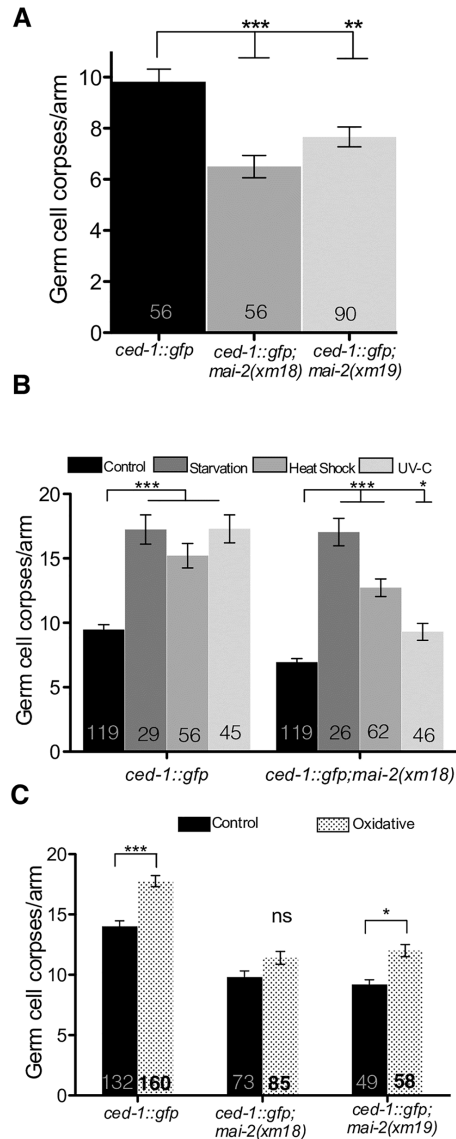 A
***
**
Germ cell corpses/arm
10
8
6
4
2
0
56
56
90
ced-1::gfp
ced-1::gfp;
mai-2(xm18)
ced-1::gfp;
mai-2(xm19)
B
Control
Starvation
Heat Shock
UV-C
***
***
*
Germ cell corpses/arm
20
15
10
5
0
119
29
56
45
119
26
62
46
ced-1::gfp
ced-1::gfp;mai-2(xm18)
C
Control
Oxidative
***
ns
*
Germ cell corpses/arm
20
15
10
5
0
132
160
73
85
49
58
ced-1::gfp
ced-1::gfp;
mai-2(xm18)
ced-1::gfp;
mai-2(xm19)